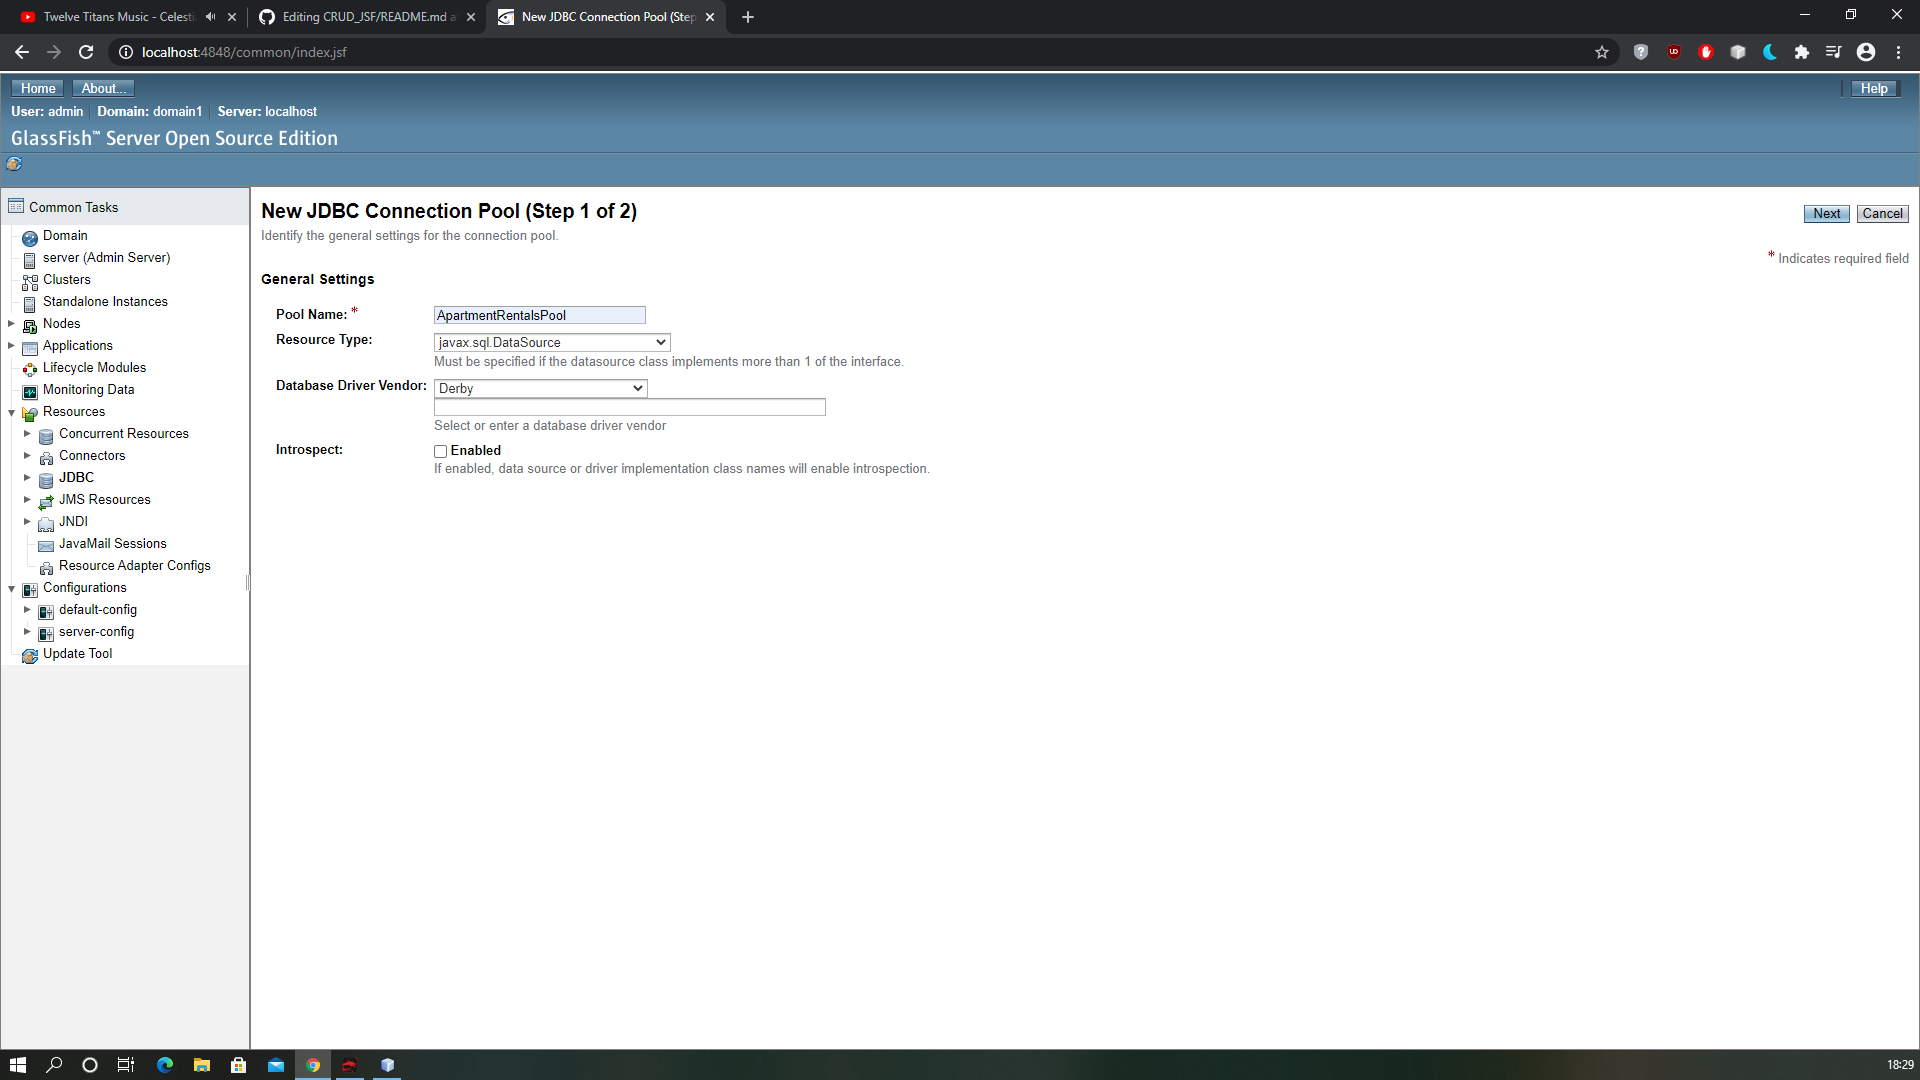 Twelve Titans Music - Celesti
Editing CRUD_JSF/README.md a
New JDBC Connection Pool (Step
localhost:4848/common/index.jsf
Home
About...
Help
User: admin
Domain: domain1
Server: localhost
GlassFish™ Server Open Source Edition
Common Tasks
Domain
server (Admin Server)
Clusters
Standalone Instances
Nodes
Applications
Lifecycle Modules
Monitoring Data
Resources
Concurrent Resources
Connectors
JDBC
JMS Resources
JNDI
JavaMail Sessions
Resource Adapter Configs
Configurations
default-config
server-config
Update Tool
New JDBC Connection Pool (Step 1 of 2)
Next
Cancel
Identify the general settings for the connection pool.
* Indicates required field
General Settings
Pool Name: *
ApartmentRentalsPool
Resource Type:
javax.sql.DataSource
Must be specified if the datasource class implements more than 1 of the interface.
Database Driver Vendor:
Derby
Select or enter a database driver vendor
Introspect:
Enabled
If enabled, data source or driver implementation class names will enable introspection.
18:29